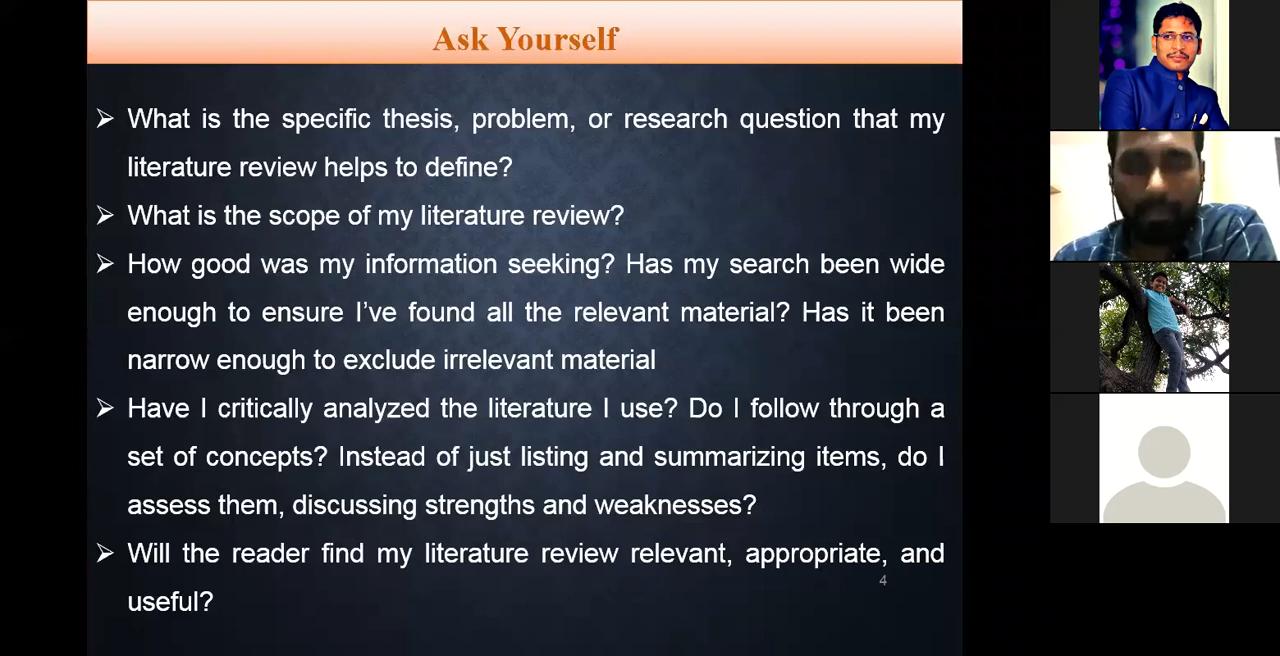 Ask Yourself
➢ What is the specific thesis, problem, or research question that my
literature review helps to define?
➢ What is the scope of my literature review?
➢ How good was my information seeking? Has my search been wide
enough to ensure I’ve found all the relevant material? Has it been
narrow enough to exclude irrelevant material
➢ Have I critically analyzed the literature I use? Do I follow through a
set of concepts? Instead of just listing and summarizing items, do I
assess them, discussing strengths and weaknesses?
➢ Will the reader find my literature review relevant, appropriate, and
useful?
4